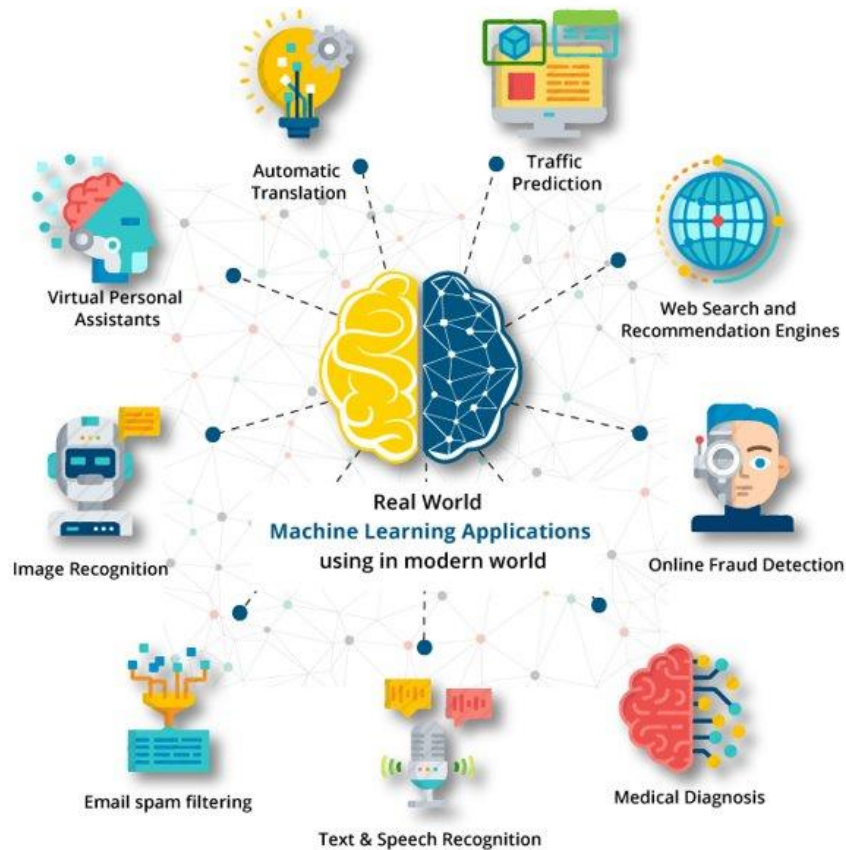 Automatic
Translation
Traffic
Prediction
Virtual Personal
Assistants
Web Search and
Recommendation Engines
Real World
Machine Learning Applications
using in modern world
Image Recognition
Online Fraud Detection
Email spam filtering
Medical Diagnosis
Text & Speech Recognition